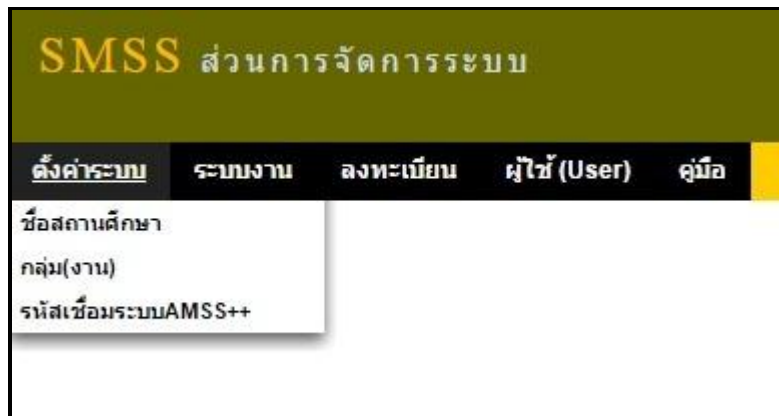 SMSS ส่วนการจัดการระบบ
ตั้งค่าระบบ ระบบงาน ลงทะเบียน ผู้ใช้ (User) คู่มือ
ชื่อสถานศึกษา
กลุ่ม(งาน)
รหัสเชื่อมระบบAMSS++